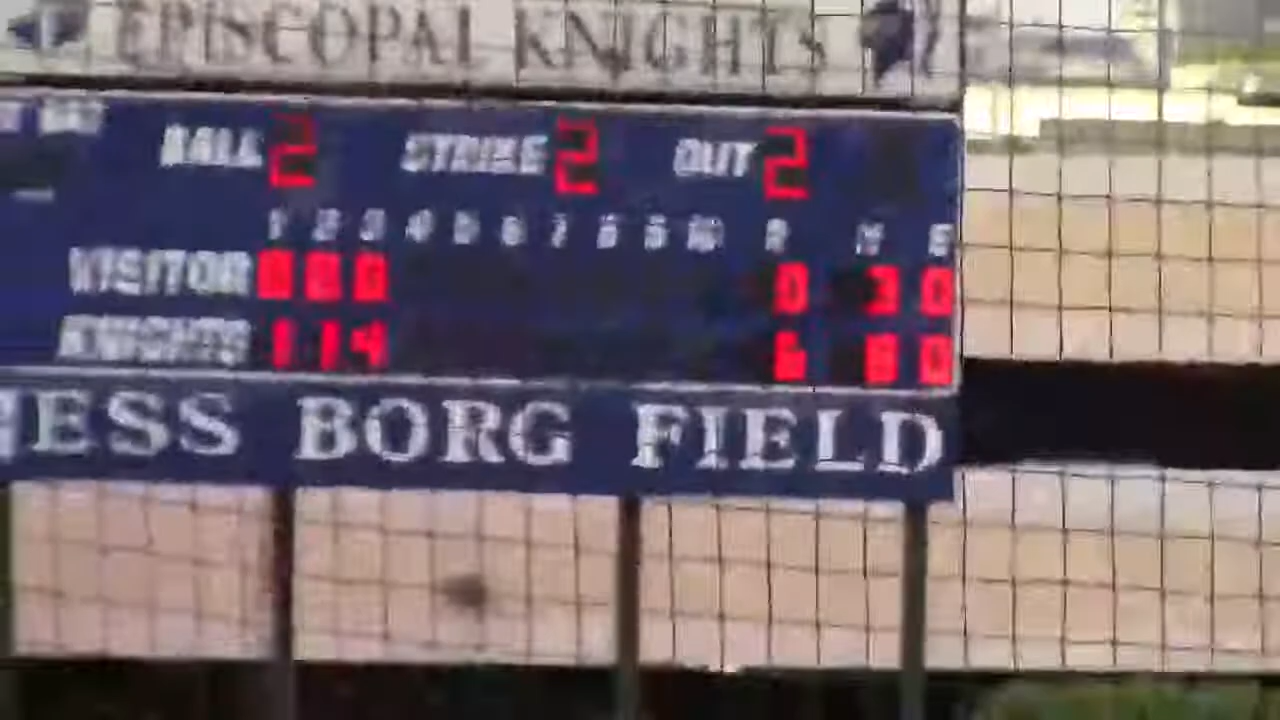 EPISCOPAL KNIGHTS
BALL 2 STRIKE 2 OUT 2
1 2 3 4 5 6 7 8 9 10 R H E
VISITOR 0 0 0 0 3 0
KNIGHTS 1 1 4 6 8 0
ESS BORG FIELD